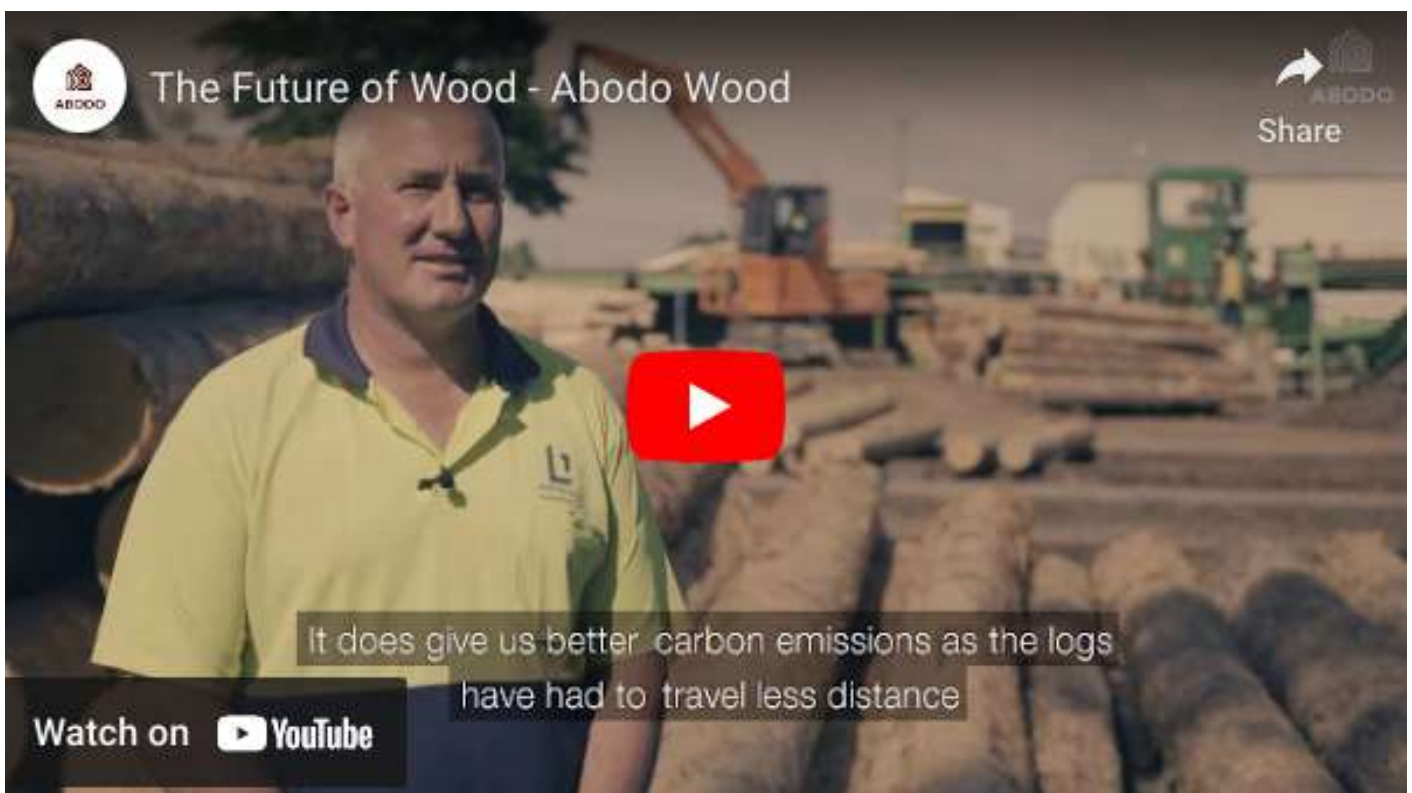 ABODO
The Future of Wood - Abodo Wood
ABODO
Share
It does give us better carbon emissions as the logs
have had to travel less distance
Watch on YouTube